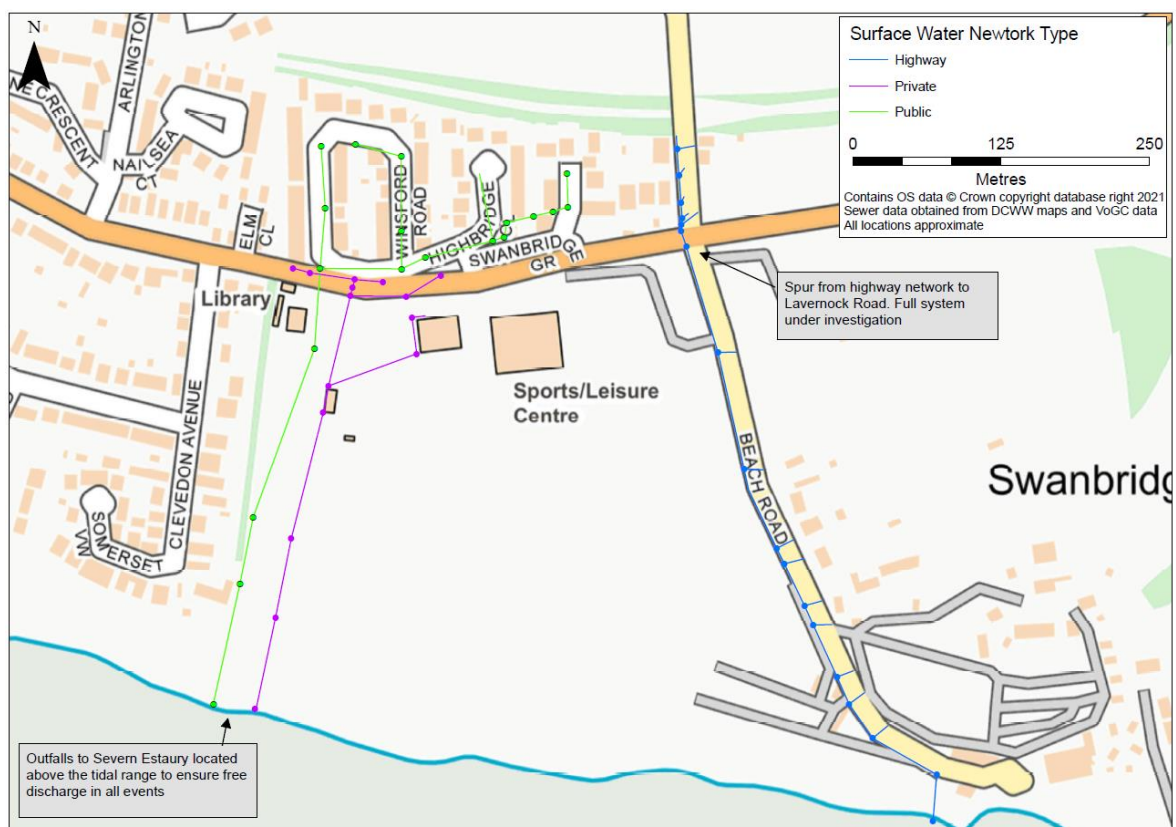 N
Surface Water Newtork Type
Highway
Private
Public
0 125 250
Metres
Contains OS data © Crown copyright database right 2021
Sewer data obtained from DCWW maps and VoGC data
All locations approximate
ARLINGTON
NE CRESCENT
NAILSEA
CT
ELM
CL
WINSFORD
ROAD
HIGHBRIDGE
CL
SWANBRIDGE
GR
Library
Spur from highway network to
Lavernock Road. Full system
under investigation
Sports/Leisure
Centre
CLEVEDON AVENUE
BEACH ROAD
Swanbridg
SOMERSET
VW
Outfalls to Severn Estaury located
above the tidal range to ensure free
discharge in all events